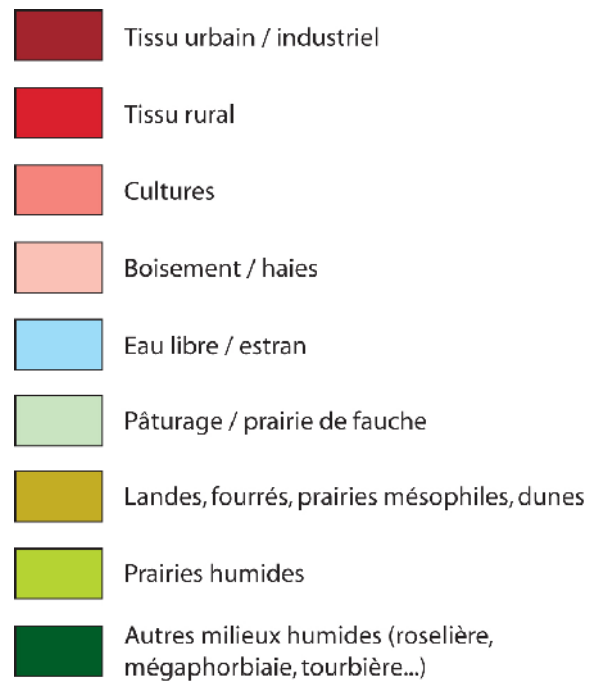 Tissu urbain / industriel
Tissu rural
Cultures
Boisement / haies
Eau libre / estran
Pâturage / prairie de fauche
Landes, fourrés, prairies mésophiles, dunes
Prairies humides
Autres milieux humides (roselière,
mégaphorbiaie, tourbière...)